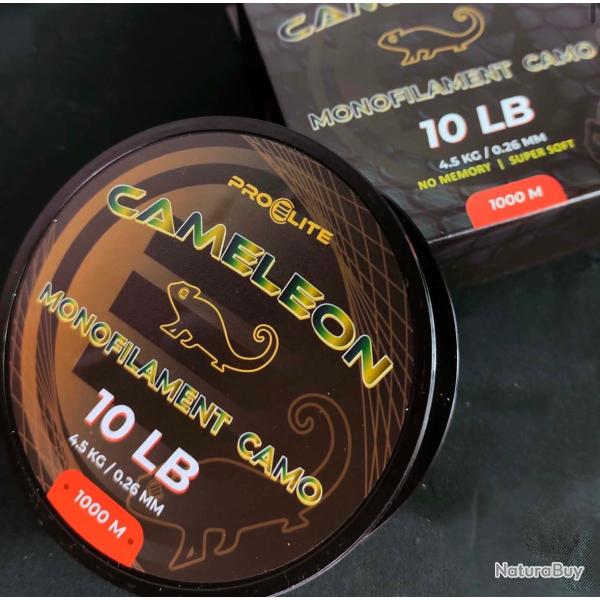 CAMELEON
MONOFILAMENT CAMO
10 LB
4.5 KG / 0.26 MM
NO MEMORY | SUPER SOFT
1000 M
PROELITE
CAMELEON
MONOFILAMENT CAMO
10 LB
4.5 KG / 0.26 MM
1000 M
NaturaBuy